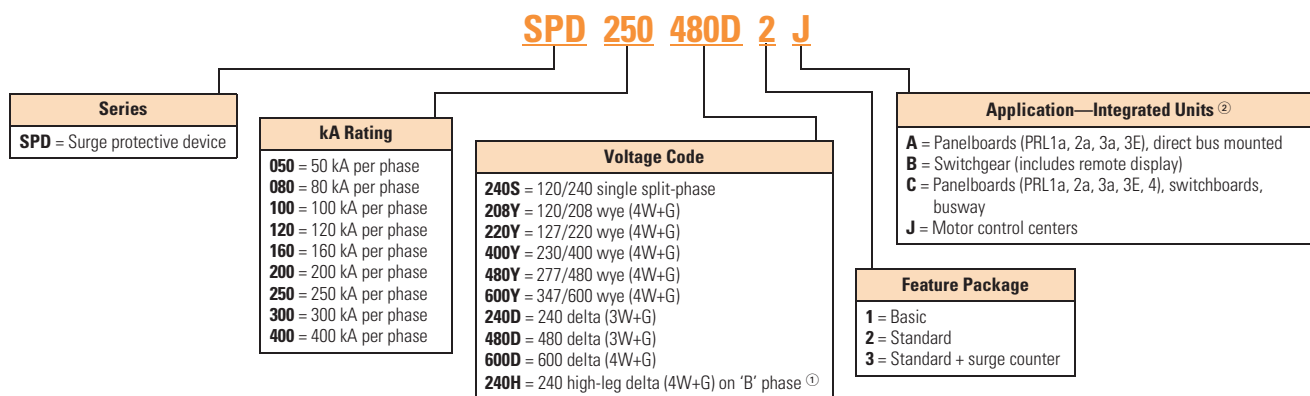 SPD 250 480D 2 J
Series
SPD = Surge protective device
kA Rating
050 = 50 kA per phase
080 = 80 kA per phase
100 = 100 kA per phase
120 = 120 kA per phase
160 = 160 kA per phase
200 = 200 kA per phase
250 = 250 kA per phase
300 = 300 kA per phase
400 = 400 kA per phase
Voltage Code
240S = 120/240 single split-phase
208Y = 120/208 wye (4W+G)
220Y = 127/220 wye (4W+G)
400Y = 230/400 wye (4W+G)
480Y = 277/480 wye (4W+G)
600Y = 347/600 wye (4W+G)
240D = 240 delta (3W+G)
480D = 480 delta (3W+G)
600D = 600 delta (4W+G)
240H = 240 high-leg delta (4W+G) on ‘B’ phase ①
Feature Package
1 = Basic
2 = Standard
3 = Standard + surge counter
Application—Integrated Units ②
A = Panelboards (PRL1a, 2a, 3a, 3E), direct bus mounted
B = Switchgear (includes remote display)
C = Panelboards (PRL1a, 2a, 3a, 3E, 4), switchboards,
busway
J = Motor control centers